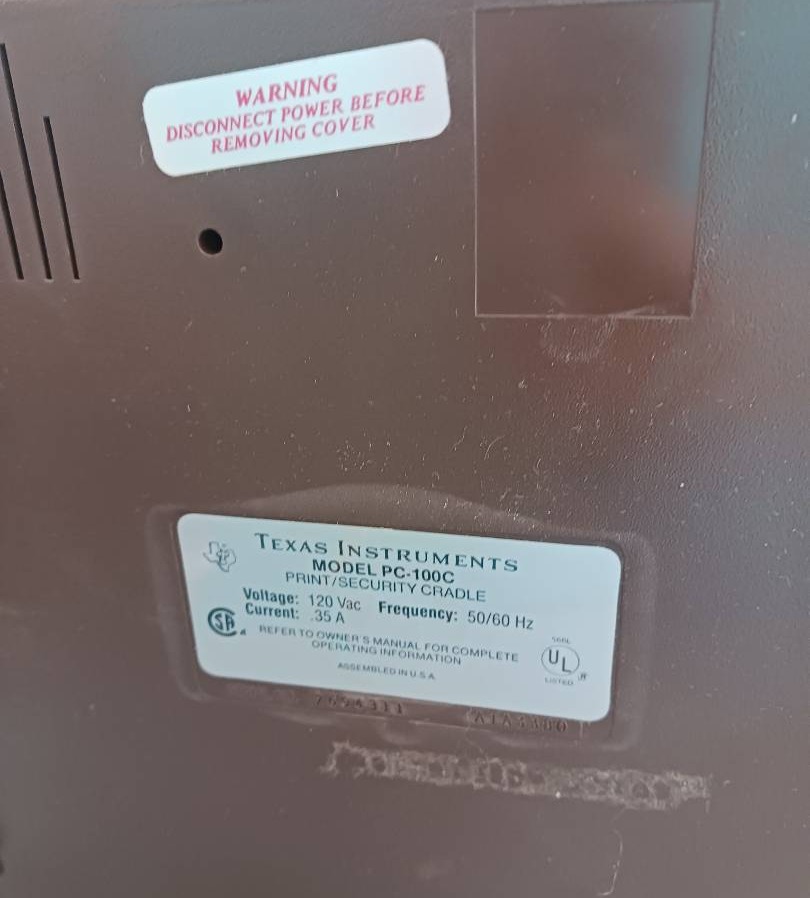 WARNING
DISCONNECT POWER BEFORE
REMOVING COVER
TEXAS INSTRUMENTS
MODEL PC-100C
PRINT/SECURITY CRADLE
Voltage: 120 Vac Frequency: 50/60 Hz
Current: .35 A
REFER TO OWNER'S MANUAL FOR COMPLETE
OPERATING INFORMATION
ASSEMBLED IN U.S.A.
UL
LISTED